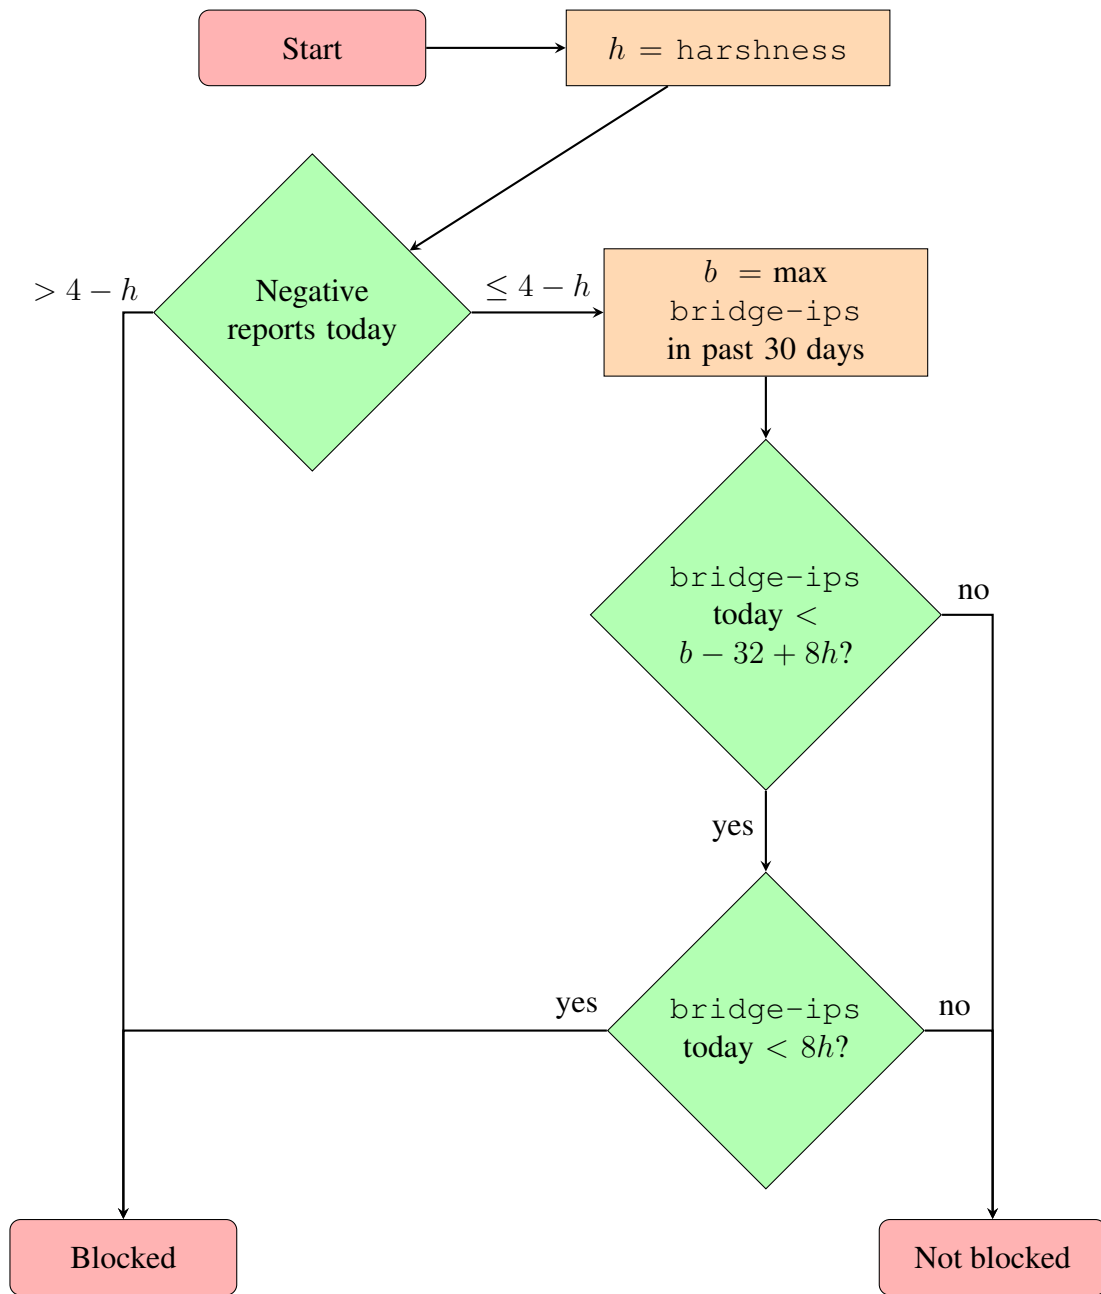 Start
h = harshness
> 4 − h
Negative
reports today
≤ 4 − h
b = max
bridge-ips
in past 30 days
bridge-ips
today <
b − 32 + 8h?
no
yes
yes
bridge-ips
today < 8h?
no
Blocked
Not blocked